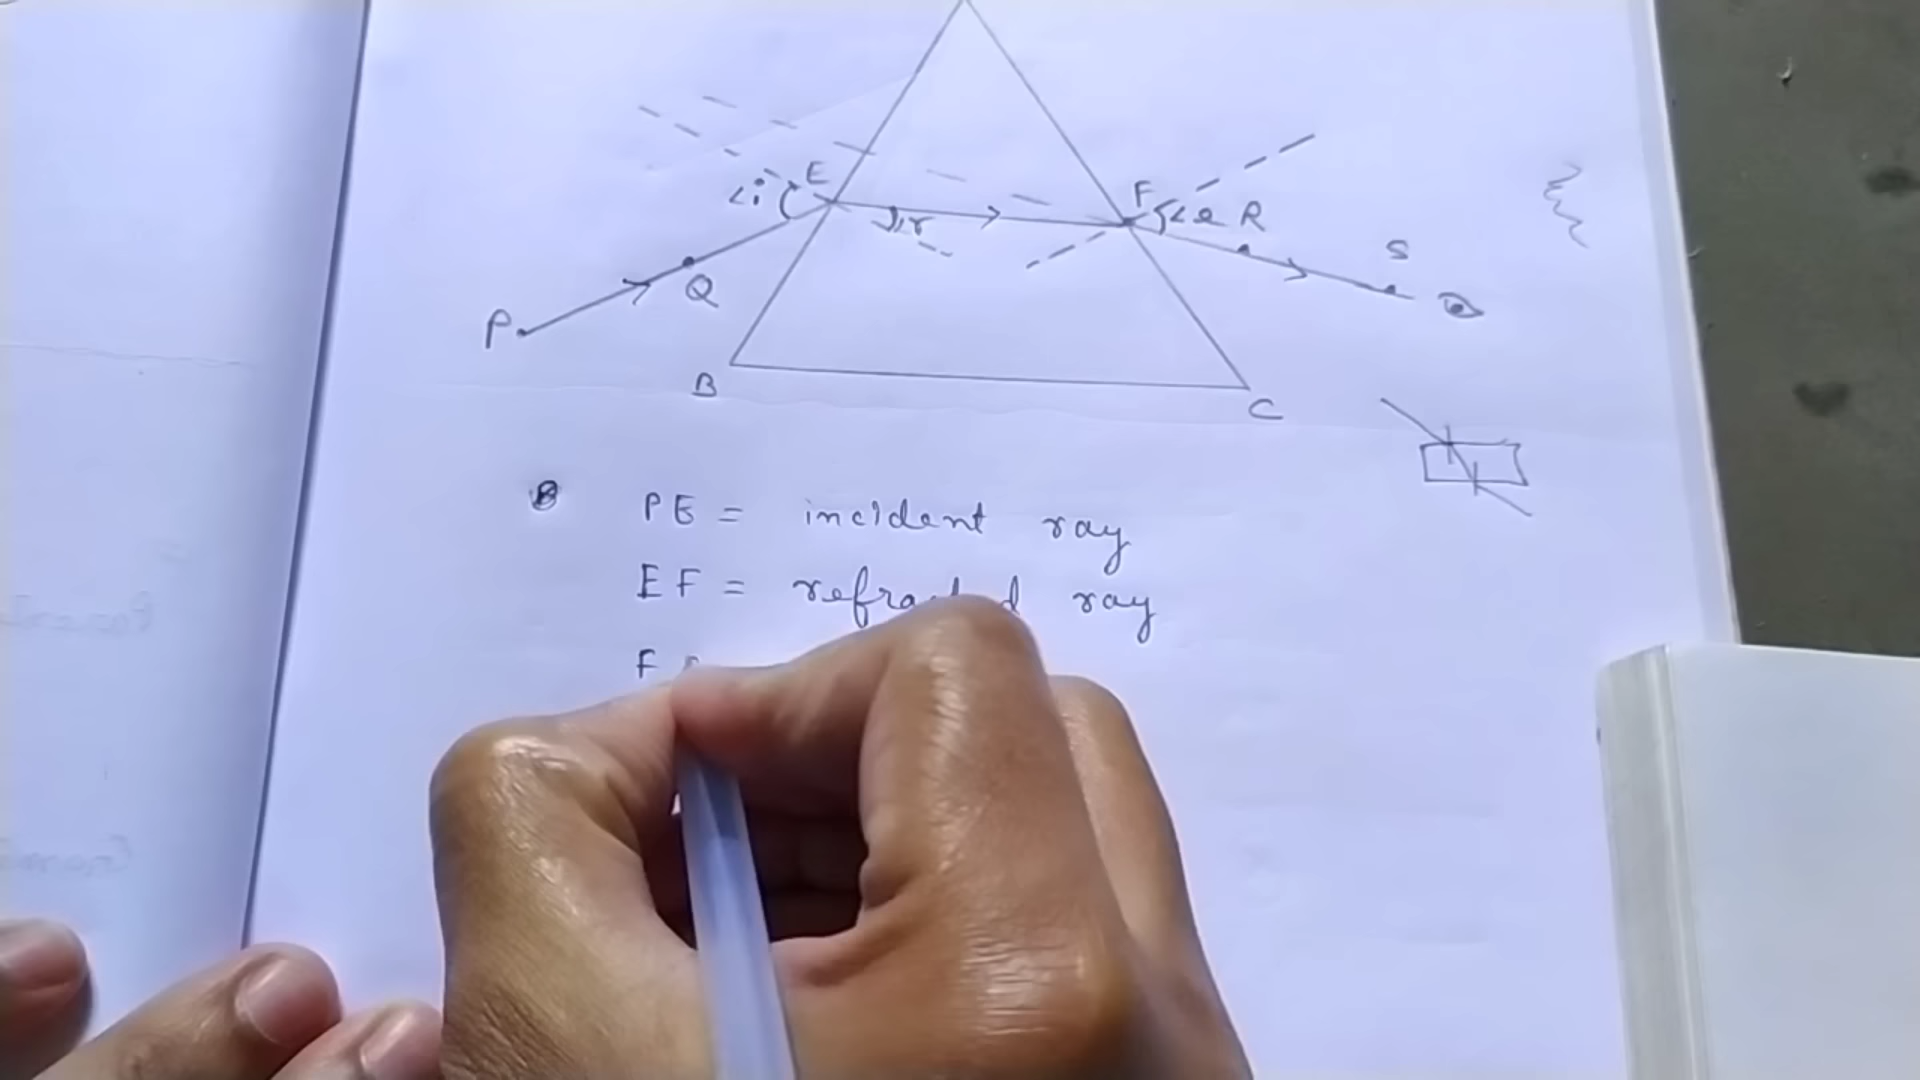 E
F
<i
r
<e
R
S
Q
P
B
C
PE = incident ray
EF = refracted ray
F